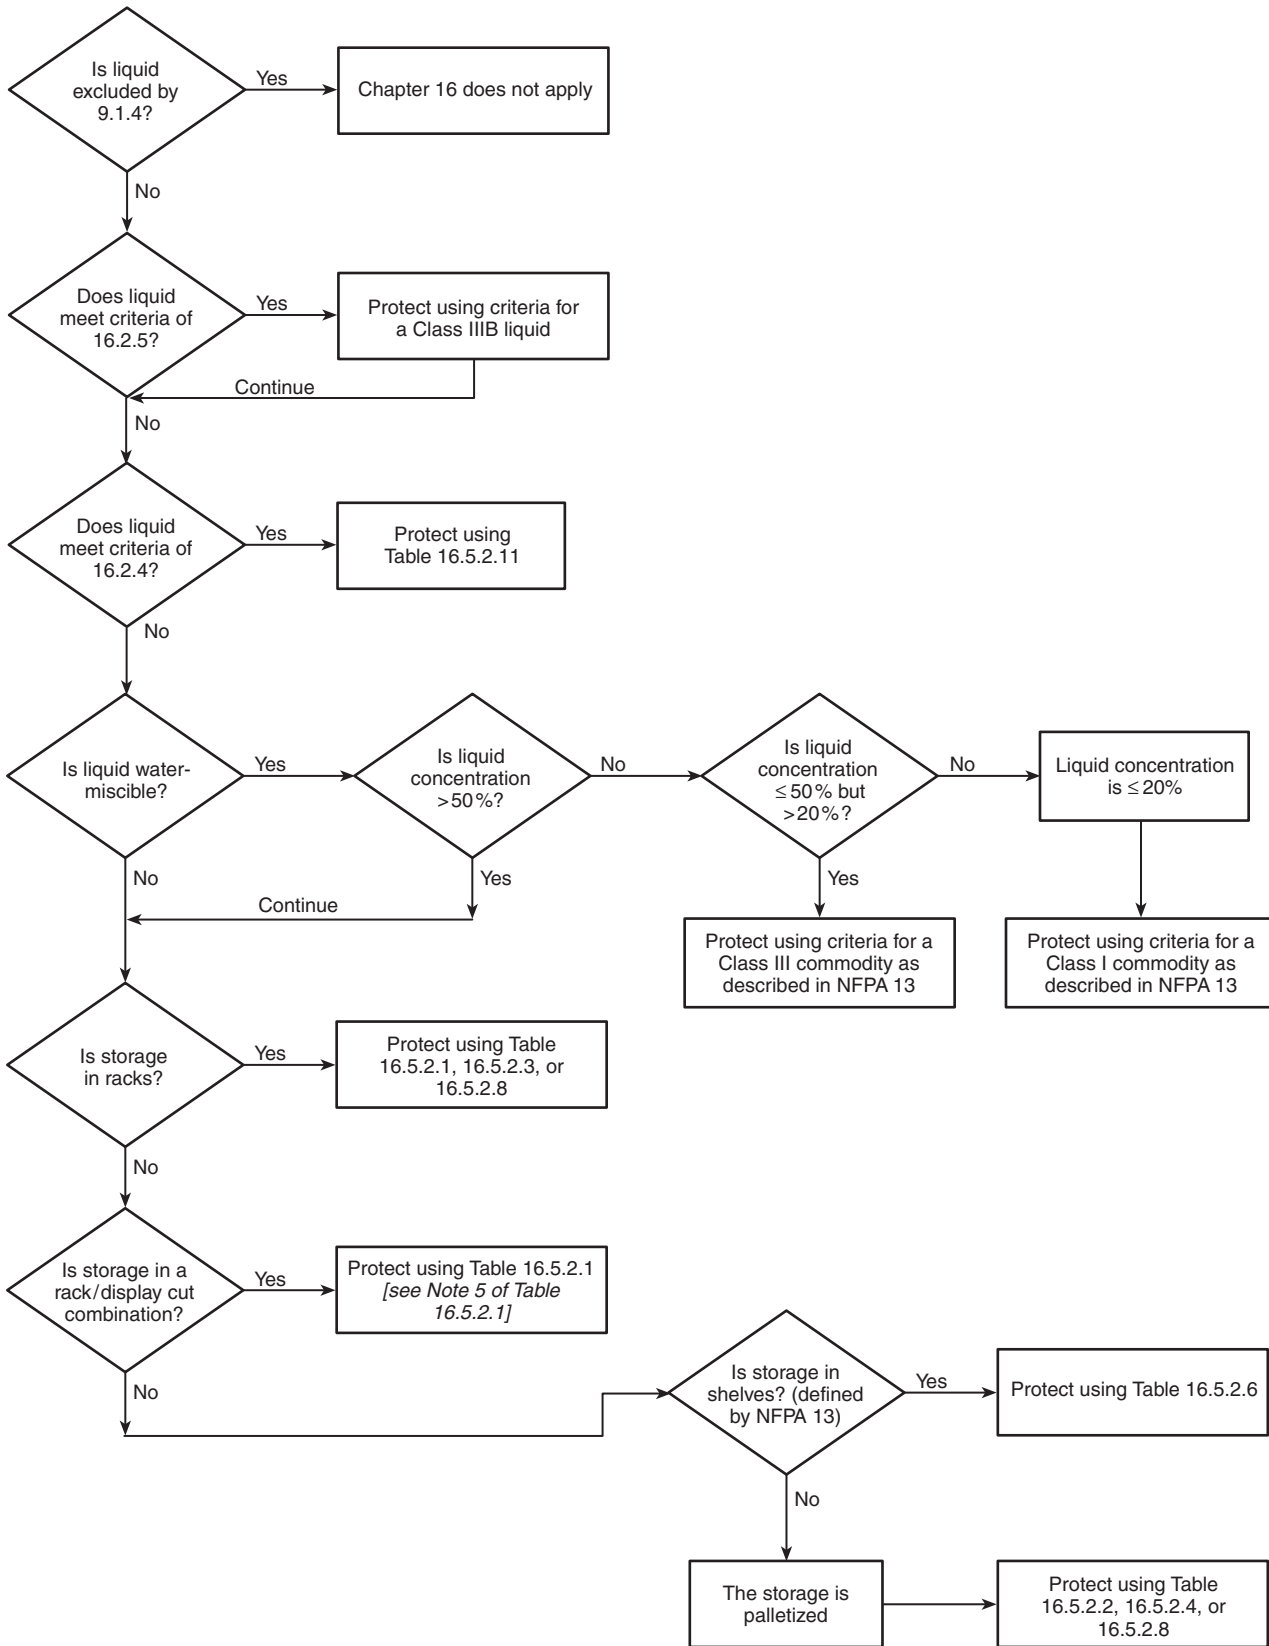 Is liquid
excluded by
9.1.4?
Yes
Chapter 16 does not apply
No
Does liquid
meet criteria of
16.2.5?
Yes
Protect using criteria for
a Class IIIB liquid
Continue
No
Does liquid
meet criteria of
16.2.4?
Yes
Protect using
Table 16.5.2.11
No
Is liquid water-
miscible?
Yes
Is liquid
concentration
>50%?
No
Is liquid
concentration
≤50% but
>20%?
No
Liquid concentration
is ≤20%
No
Continue
Yes
Yes
Protect using criteria for a
Class III commodity as
described in NFPA 13
Protect using criteria for a
Class I commodity as
described in NFPA 13
Is storage
in racks?
Yes
Protect using Table
16.5.2.1, 16.5.2.3, or
16.5.2.8
No
Is storage in a
rack/display cut
combination?
Yes
Protect using Table 16.5.2.1
[see Note 5 of Table
16.5.2.1]
No
Is storage in
shelves? (defined
by NFPA 13)
Yes
Protect using Table 16.5.2.6
No
The storage is
palletized
Protect using Table
16.5.2.2, 16.5.2.4, or
16.5.2.8